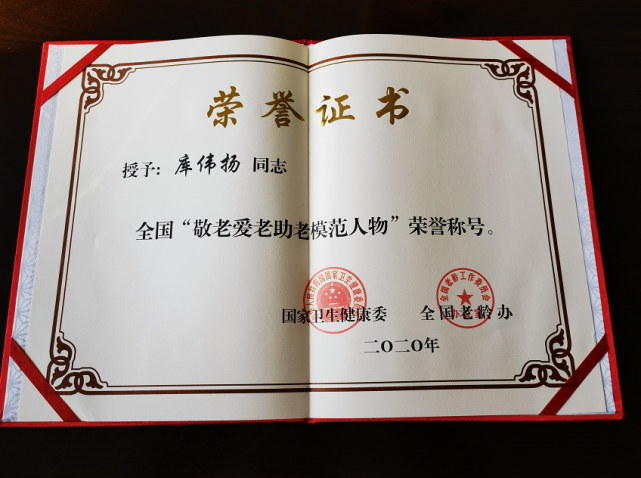 荣誉证书
授予：库伟扬 同志
全国“敬老爱老助老模范人物”荣誉称号。
国家卫生健康委 全国老龄办
二〇二〇年